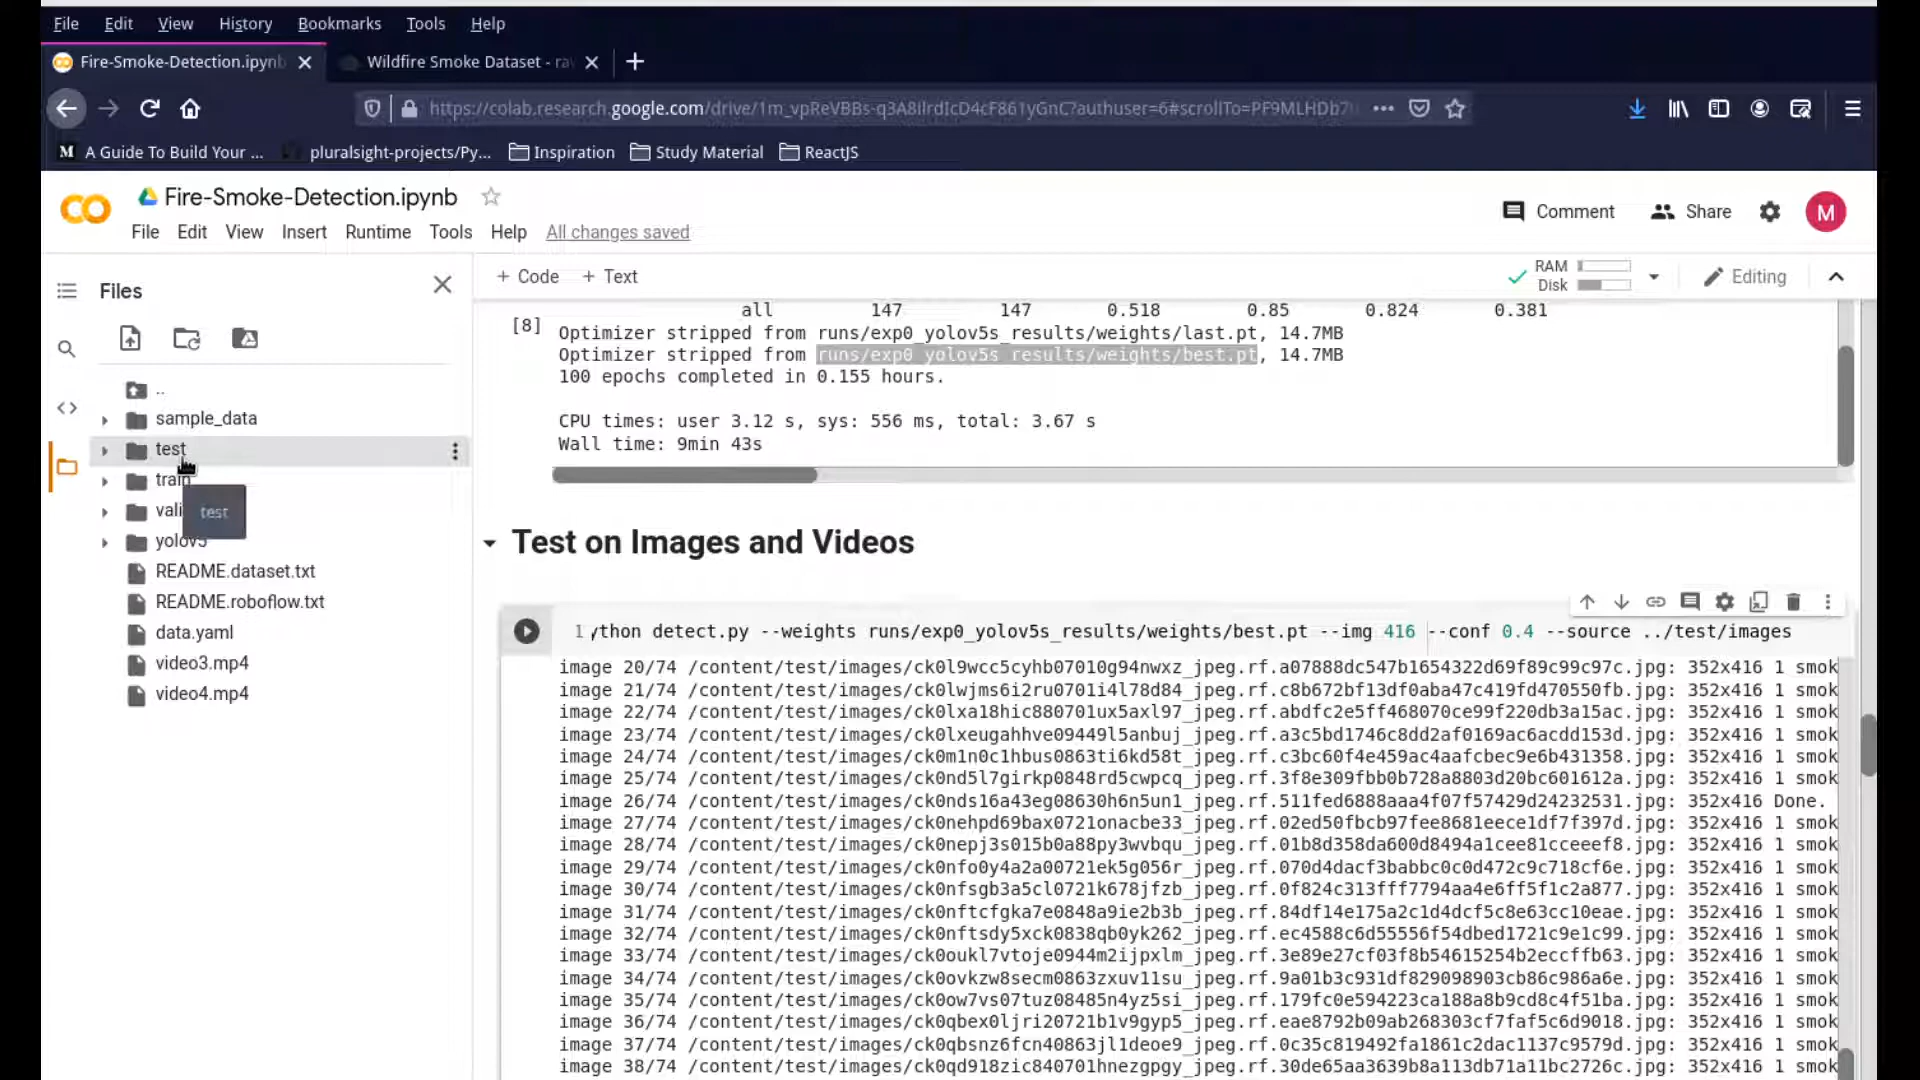 File Edit View History Bookmarks Tools Help
Fire-Smoke-Detection.ipynb Wildfire Smoke Dataset - ra
https://colab.research.google.com/drive/1m_vpReVBBs-q3A8IlrdIcD4cF861yGnC?authuser=6#scrollTo=PF9MLHDb7
M A Guide To Build Your ... pluralsight-projects/Py... Inspiration Study Material ReactJS
Fire-Smoke-Detection.ipynb
Comment Share M
File Edit View Insert Runtime Tools Help All changes saved
Files
+ Code + Text
RAM
Disk
Editing
all 147 147 0.518 0.85 0.824 0.381
[8] Optimizer stripped from runs/exp0_yolov5s_results/weights/last.pt, 14.7MB
Optimizer stripped from runs/exp0_yolov5s_results/weights/best.pt, 14.7MB
100 epochs completed in 0.155 hours.
CPU times: user 3.12 s, sys: 556 ms, total: 3.67 s
Wall time: 9min 43s
..
sample_data
test
train
vali
test
yolov5
README.dataset.txt
README.roboflow.txt
data.yaml
video3.mp4
video4.mp4
Test on Images and Videos
1 ython detect.py --weights runs/exp0_yolov5s_results/weights/best.pt --img 416 --conf 0.4 --source ../test/images
image 20/74 /content/test/images/ck0l9wcc5cyhb07010g94nwxz_jpeg.rf.a07888dc547b1654322d69f89c99c97c.jpg: 352x416 1 smok
image 21/74 /content/test/images/ck0lwjms6i2ru0701i4l78d84_jpeg.rf.c8b672bf13df0aba47c419fd470550fb.jpg: 352x416 1 smok
image 22/74 /content/test/images/ck0lxa18hic880701ux5axl97_jpeg.rf.abdfc2e5ff468070ce99f220db3a15ac.jpg: 352x416 1 smok
image 23/74 /content/test/images/ck0lxeugahhve09449l5anbuj_jpeg.rf.a3c5bd1746c8dd2af0169ac6acdd153d.jpg: 352x416 1 smok
image 24/74 /content/test/images/ck0m1n0c1hbus0863ti6kd58t_jpeg.rf.c3bc60f4e459ac4aafcbec9e6b431358.jpg: 352x416 1 smok
image 25/74 /content/test/images/ck0nd5l7girkp0848rd5cwpcq_jpeg.rf.3f8e309fbb0b728a8803d20bc601612a.jpg: 352x416 1 smok
image 26/74 /content/test/images/ck0nds16a43eg08630h6n5un1_jpeg.rf.511fed6888aaa4f07f57429d24232531.jpg: 352x416 Done.
image 27/74 /content/test/images/ck0nehpd69bax0721onacbe33_jpeg.rf.02ed50fbcb97fee8681eece1df7f397d.jpg: 352x416 1 smok
image 28/74 /content/test/images/ck0nepj3s015b0a88py3wvbqu_jpeg.rf.01b8d358da600d8494a1cee81cceeef8.jpg: 352x416 1 smok
image 29/74 /content/test/images/ck0nfo0y4a2a00721ek5g056r_jpeg.rf.070d4dacf3babbc0c0d472c9c718cf6e.jpg: 352x416 1 smok
image 30/74 /content/test/images/ck0nfsgb3a5cl0721k678jfzb_jpeg.rf.0f824c313fff7794aa4e6ff5f1c2a877.jpg: 352x416 1 smok
image 31/74 /content/test/images/ck0nftcfgka7e0848a9ie2b3b_jpeg.rf.84df14e175a2c1d4dcf5c8e63cc10eae.jpg: 352x416 1 smok
image 32/74 /content/test/images/ck0nftsdy5xck0838qb0yk262_jpeg.rf.ec4588c6d55556f54dbed1721c9e1c99.jpg: 352x416 1 smok
image 33/74 /content/test/images/ck0oukl7vtoje0944m2ijpxlm_jpeg.rf.3e89e27cf03f8b54615254b2eccffb63.jpg: 352x416 1 smok
image 34/74 /content/test/images/ck0ovkzw8secm0863zxuv11su_jpeg.rf.9a01b3c931df829098903cb86c986a6e.jpg: 352x416 1 smok
image 35/74 /content/test/images/ck0ow7vs07tuz08485n4yz5si_jpeg.rf.179fc0e594223ca188a8b9cd8c4f51ba.jpg: 352x416 1 smok
image 36/74 /content/test/images/ck0qbex0ljri20721b1v9gyp5_jpeg.rf.eae8792b09ab268303cf7faf5c6d9018.jpg: 352x416 1 smok
image 37/74 /content/test/images/ck0qbsnz6fcn40863jl1deoe9_jpeg.rf.0c35c819492fa1861c2dac1137c9579d.jpg: 352x416 1 smok
image 38/74 /content/test/images/ck0qd918zic840701hnezgpgy_jpeg.rf.30de65aa3639b8a113db71a11bc2726c.jpg: 352x416 1 smok